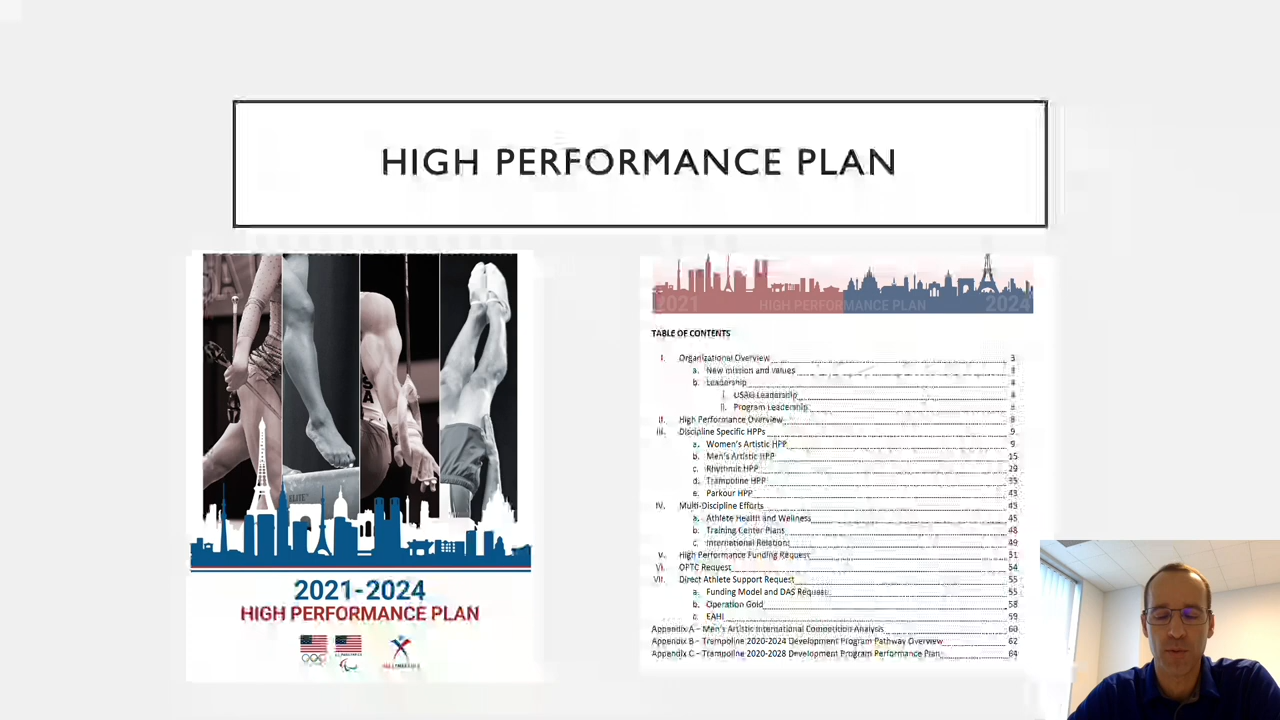 HIGH PERFORMANCE PLAN
2021-2024
HIGH PERFORMANCE PLAN
2021 HIGH PERFORMANCE PLAN 2024
TABLE OF CONTENTS
I. Organizational Overview 3
a. New mission and values
b. Leadership
i. USAG Leadership
ii. Program Leadership
II. High Performance Overview 8
III. Discipline Specific HPPs 9
a. Women's Artistic HPP 9
b. Men's Artistic HPP 15
c. Rhythmic HPP 29
d. Trampoline HPP 35
e. Parkour HPP 43
IV. Multi-Discipline Efforts 45
a. Athlete Health and Wellness 45
b. Training Center Plans 48
c. International Relations 49
V. High Performance Funding Request 51
VI. OPTC Request 54
VII. Direct Athlete Support Request 55
a. Funding Model and DAS Request 55
b. Operation Gold 58
c. EAHI 59
Appendix A – Men's Artistic International Competition Analysis 60
Appendix B – Trampoline 2020-2024 Development Program Pathway Overview 62
Appendix C – Trampoline 2020-2028 Development Program Performance Plan 64